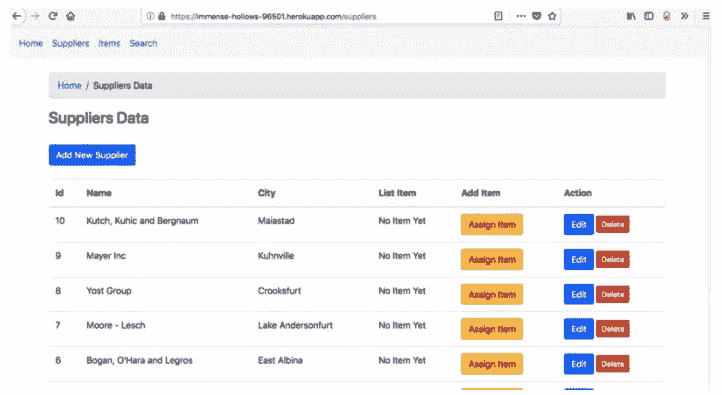 https://immense-hollows-96501.herokuapp.com/suppliers
Home Suppliers Items Search
Home / Suppliers Data
Suppliers Data
Add New Supplier
Id Name City List Item Add Item Action
10 Kutch, Kuhic and Bergnaum Maiastad No Item Yet Assign Item Edit Delete
9 Mayer Inc Kuhnville No Item Yet Assign Item Edit Delete
8 Yost Group Crooksfurt No Item Yet Assign Item Edit Delete
7 Moore - Lesch Lake Andersonfurt No Item Yet Assign Item Edit Delete
6 Bogan, O'Hara and Legros East Albina No Item Yet Assign Item Edit Delete